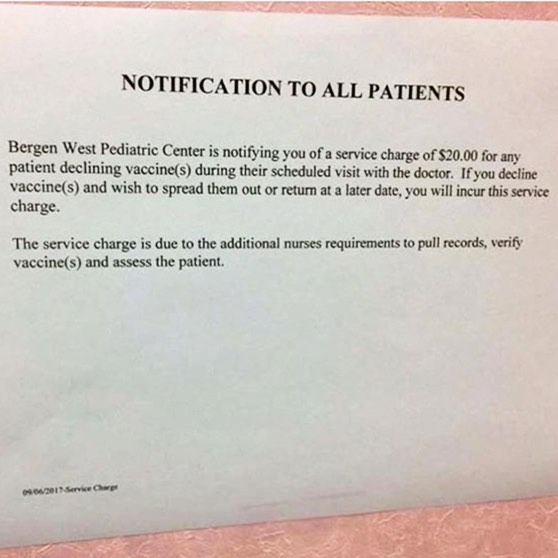 NOTIFICATION TO ALL PATIENTS
Bergen West Pediatric Center is notifying you of a service charge of $20.00 for any
patient declining vaccine(s) during their scheduled visit with the doctor. If you decline
vaccine(s) and wish to spread them out or return at a later date, you will incur this service
charge.
The service charge is due to the additional nurses requirements to pull records, verify
vaccine(s) and assess the patient.
09/06/2017-Service Charge